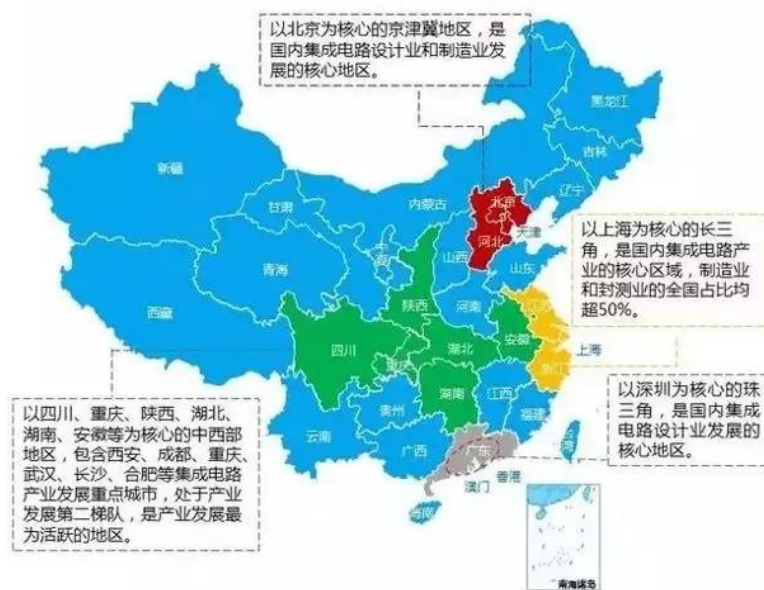 以北京为核心的京津冀地区，是
国内集成电路设计业和制造业发
展的核心地区。
黑龙江
吉林
新疆
辽宁
甘肃
内蒙古
北京
天津
河北
宁夏
山西
山东
青海
以上海为核心的长三
角，是国内集成电路产
业的核心区域，制造业
和封测业的全国占比均
超50%。
陕西
河南
西藏
江苏
安徽
四川
湖北
上海
重庆
浙江
湖南
江西
以四川、重庆、陕西、湖北、
湖南、安徽等为核心的中西部
地区，包含西安、成都、重庆、
武汉、长沙、合肥等集成电路
产业发展重点城市，处于产业
发展第二梯队，是产业发展最
为活跃的地区。
以深圳为核心的珠
三角，是国内集成
电路设计业发展的
核心地区。
贵州
福建
云南
广西
广东
台湾
香港
澳门
海南
南海诸岛